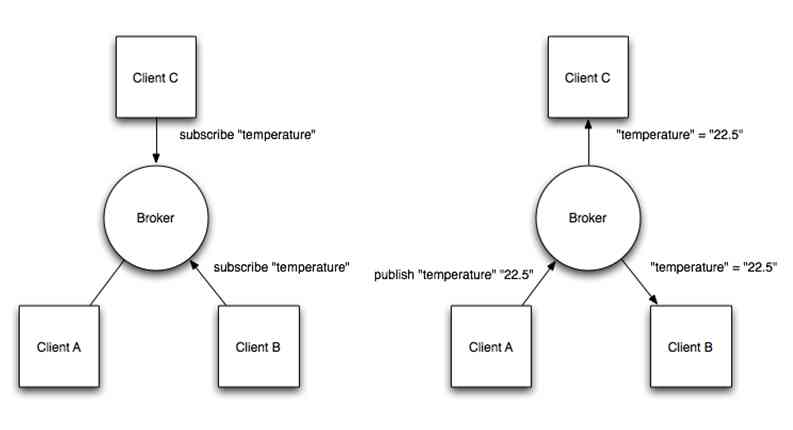 Client C
subscribe "temperature"
Broker
subscribe "temperature"
Client A
Client B
Client C
"temperature" = "22.5"
Broker
publish "temperature" "22.5"
"temperature" = "22.5"
Client A
Client B